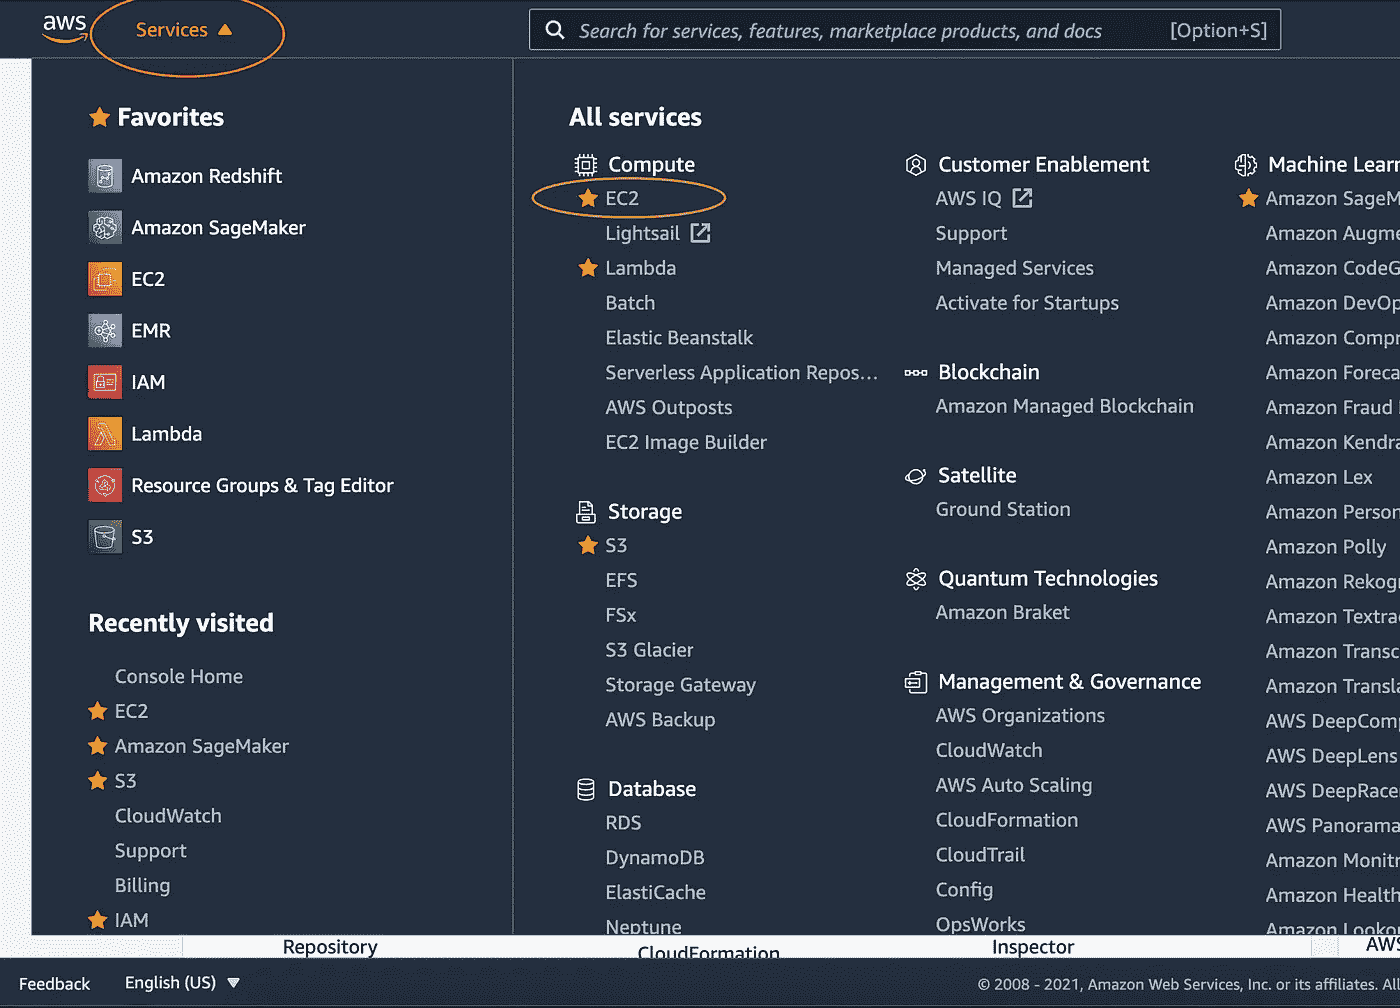 aws
Services ▲
Search for services, features, marketplace products, and docs [Option+S]
Favorites
Amazon Redshift
Amazon SageMaker
EC2
EMR
IAM
Lambda
Resource Groups & Tag Editor
S3
Recently visited
Console Home
EC2
Amazon SageMaker
S3
CloudWatch
Support
Billing
IAM
All services
Compute
EC2
Lightsail
Lambda
Batch
Elastic Beanstalk
Serverless Application Repos...
AWS Outposts
EC2 Image Builder
Storage
S3
EFS
FSx
S3 Glacier
Storage Gateway
AWS Backup
Database
RDS
DynamoDB
ElastiCache
Neptune
Customer Enablement
AWS IQ
Support
Managed Services
Activate for Startups
Blockchain
Amazon Managed Blockchain
Satellite
Ground Station
Quantum Technologies
Amazon Braket
Management & Governance
AWS Organizations
CloudWatch
AWS Auto Scaling
CloudFormation
CloudTrail
Config
OpsWorks
Machine Learn
Amazon SageM
Amazon Augme
Amazon CodeG
Amazon DevOp
Amazon Compr
Amazon Foreca
Amazon Fraud
Amazon Kendra
Amazon Lex
Amazon Person
Amazon Polly
Amazon Rekogn
Amazon Textrac
Amazon Transc
Amazon Transla
AWS DeepComp
AWS DeepLens
AWS DeepRacer
AWS Panorama
Amazon Monitr
Amazon Health
Amazon Lookou
Repository
CloudFormation
Inspector
AWS
Feedback
English (US) ▼
© 2008 - 2021, Amazon Web Services, Inc. or its affiliates. All